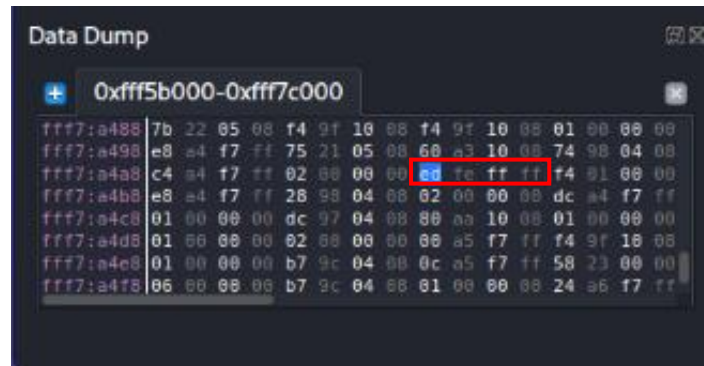 Data Dump
0xfff5b000-0xfff7c000
fff7:a488 7b 22 05 08 f4 9f 10 08 f4 9f 10 08 01 00 00 00
fff7:a498 e8 a4 f7 ff 75 21 05 08 60 a3 10 08 74 98 04 08
fff7:a4a8 c4 a4 f7 ff 02 00 00 00 ed fe ff ff f4 01 00 00
fff7:a4b8 e8 a4 f7 ff 28 98 04 08 02 00 00 00 dc a4 f7 ff
fff7:a4c8 01 00 00 00 dc 97 04 08 80 aa 10 08 01 00 00 00
fff7:a4d8 01 00 00 00 02 00 00 00 00 a5 f7 ff f4 9f 10 08
fff7:a4e8 01 00 00 00 b7 9c 04 08 0c a5 f7 ff 58 23 00 00
fff7:a4f8 06 00 00 00 b7 9c 04 08 01 00 00 00 24 a6 f7 ff